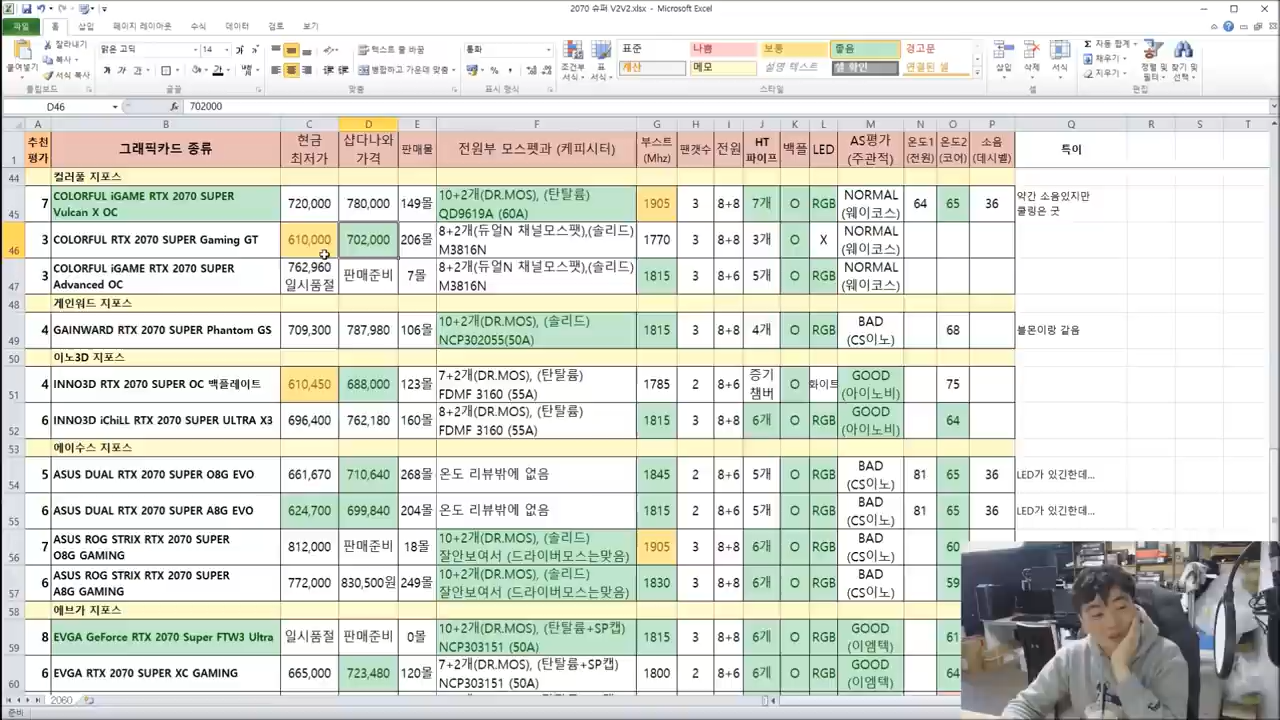 2070 슈퍼 V2V2.xlsx - Microsoft Excel
파일 홈 삽입 페이지 레이아웃 수식 데이터 검토 보기
잘라내기
복사
서식 복사
붙여넣기
클립보드
맑은 고딕 14
글꼴
텍스트 줄 바꿈
병합하고 가운데 맞춤
맞춤
통화
표시 형식
조건부 서식
표 서식
표준 나쁨 보통 좋음 경고문
계산 메모 설명 텍스트 셀 확인 연결된 셀
스타일
삽입 삭제 서식
셀
자동 합계
채우기
지우기
정렬 및 필터
찾기 및 선택
편집
D46 fx 702000
A B C D E F G H I J K L M N O P Q R S T
1 추천 평가 그래픽카드 종류 현금 최저가 샵다나와 가격 판매몰 전원부 모스펫과 (케피시터) 부스트 (Mhz) 팬갯수 전원 HT 파이프 백플 LED AS평가 (주관적) 온도1 (전원) 온도2 (코어) 소음 (데시벨) 특이
44 컬러풀 지포스
45 7 COLORFUL iGAME RTX 2070 SUPER Vulcan X OC 720,000 780,000 149몰 10+2개(DR.MOS), (탄탈륨) QD9619A (60A) 1905 3 8+8 7개 O RGB NORMAL (웨이코스) 64 65 36 약간 소음있지만 쿨링은 굿
46 3 COLORFUL RTX 2070 SUPER Gaming GT 610,000 702,000 206몰 8+2개(듀얼N 채널모스펫),(솔리드) M3816N 1770 3 8+8 3개 O X NORMAL (웨이코스)
47 3 COLORFUL iGAME RTX 2070 SUPER Advanced OC 762,960 일시품절 판매준비 7몰 8+2개(듀얼N 채널모스펫),(솔리드) M3816N 1815 3 8+6 5개 O RGB NORMAL (웨이코스)
48 게인워드 지포스
49 4 GAINWARD RTX 2070 SUPER Phantom GS 709,300 787,980 106몰 10+2개(DR.MOS), (솔리드) NCP302055(50A) 1815 3 8+8 4개 O RGB BAD (CS이노) 68 불몬이랑 같음
50 이노3D 지포스
51 4 INNO3D RTX 2070 SUPER OC 백플레이트 610,450 688,000 123몰 7+2개(DR.MOS), (탄탈륨) FDMF 3160 (55A) 1785 2 8+6 증기 챔버 O 화이트 GOOD (아이노비) 75
52 6 INNO3D iChiLL RTX 2070 SUPER ULTRA X3 696,400 762,180 160몰 8+2개(DR.MOS), (탄탈륨) FDMF 3160 (55A) 1815 3 8+8 6개 O RGB GOOD (아이노비) 64
53 에이수스 지포스
54 5 ASUS DUAL RTX 2070 SUPER O8G EVO 661,670 710,640 268몰 온도 리뷰밖에 없음 1845 2 8+6 5개 O RGB BAD (CS이노) 81 65 36 LED가 있긴한데...
55 6 ASUS DUAL RTX 2070 SUPER A8G EVO 624,700 699,840 204몰 온도 리뷰밖에 없음 1815 2 8+6 5개 O RGB BAD (CS이노) 81 65 36 LED가 있긴한데...
56 7 ASUS ROG STRIX RTX 2070 SUPER O8G GAMING 812,000 판매준비 18몰 10+2개(DR.MOS), (솔리드) 잘안보여서 (드라이버모스는맞음) 1905 3 8+6 6개 O RGB BAD (CS이노) 60
57 6 ASUS ROG STRIX RTX 2070 SUPER A8G GAMING 772,000 830,500원 249몰 10+2개(DR.MOS), (솔리드) 잘안보여서 (드라이버모스는맞음) 1830 3 8+6 6개 O RGB BAD (CS이노) 59
58 에브가 지포스
59 8 EVGA GeForce RTX 2070 Super FTW3 Ultra 일시품절 판매준비 0몰 10+2개(DR.MOS), (탄탈륨+SP캡) NCP303151 (50A) 1815 3 8+8 6개 O RGB GOOD (이엠텍) 61
60 6 EVGA RTX 2070 SUPER XC GAMING 665,000 723,480 120몰 7+2개(DR.MOS), (탄탈륨+SP캡) NCP303151 (50A) 1800 2 8+6 6개 O RGB GOOD (이엠텍) 64
2060
준비